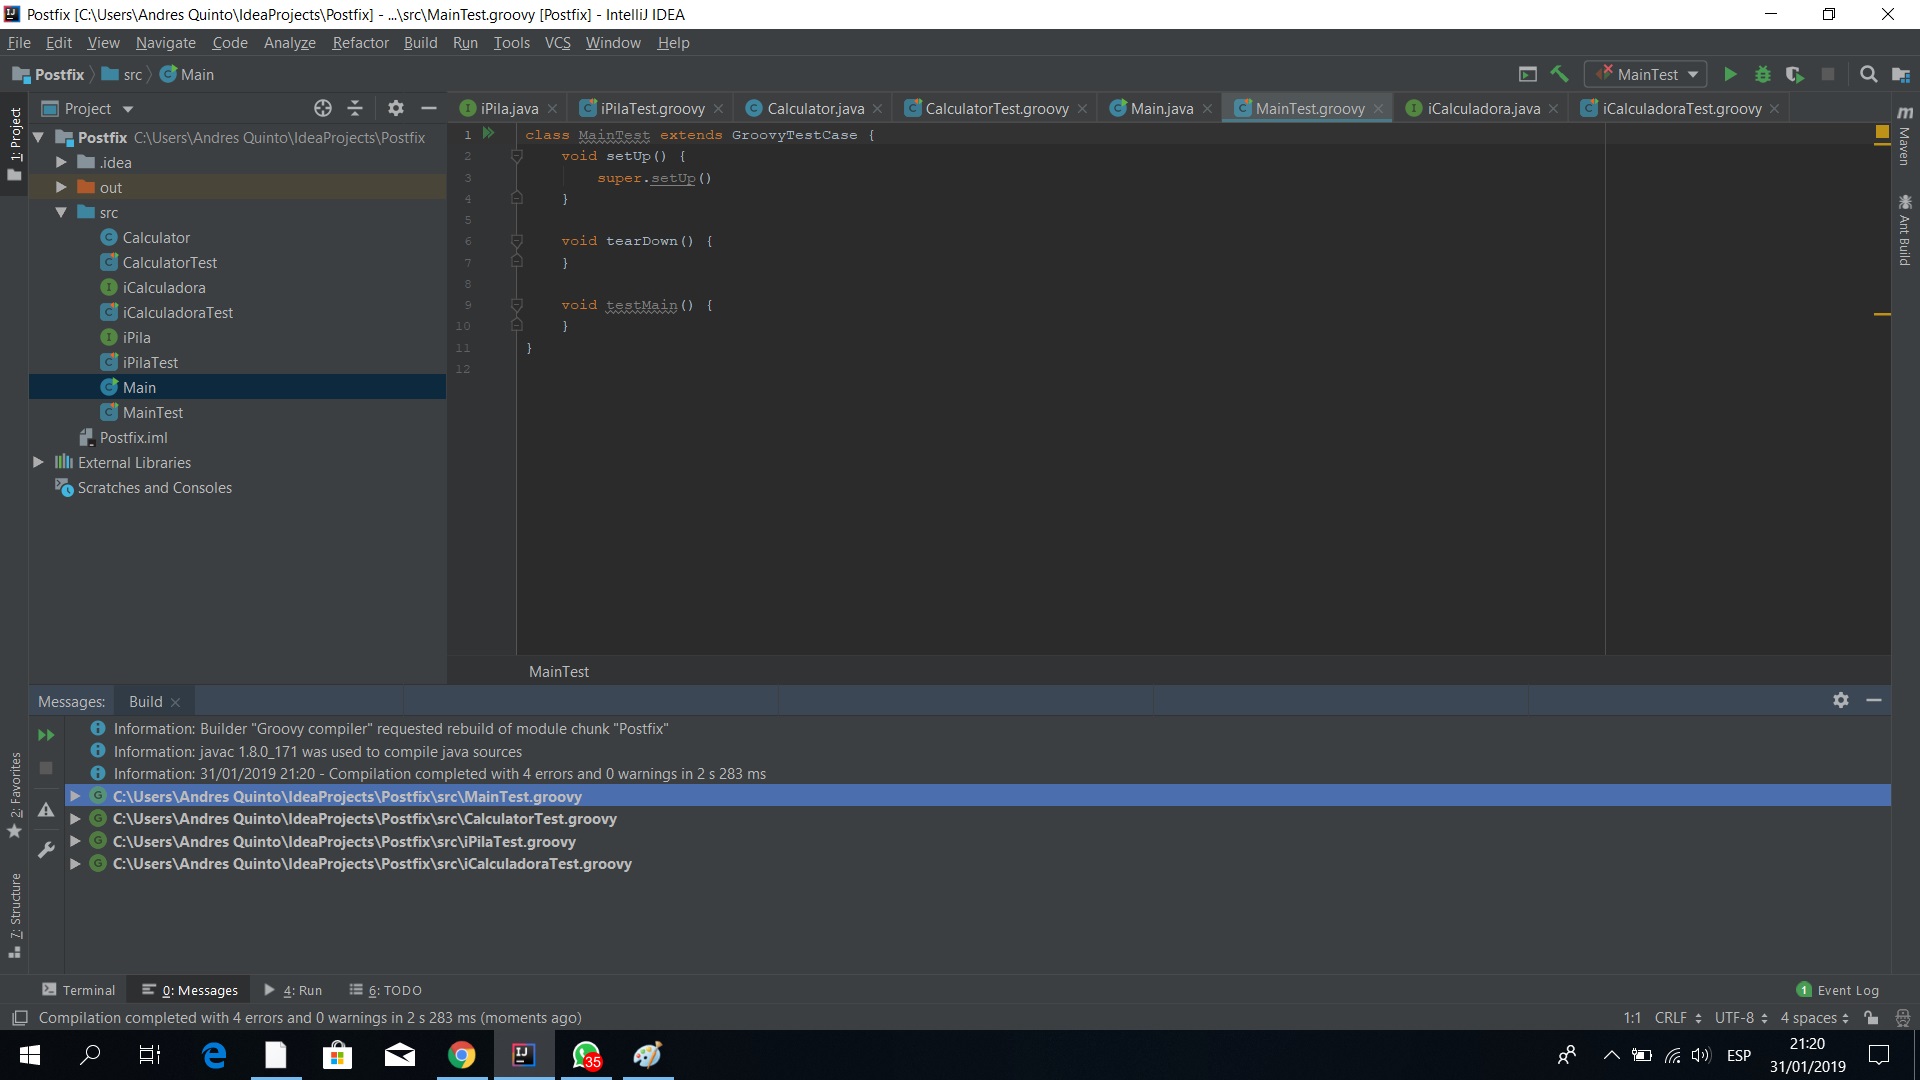 Postfix [C:\Users\Andres Quinto\IdeaProjects\Postfix] - ...\src\MainTest.groovy [Postfix] - IntelliJ IDEA
File Edit View Navigate Code Analyze Refactor Build Run Tools VCS Window Help
Postfix src Main MainTest
1: Project
Project
iPila.java iPilaTest.groovy Calculator.java CalculatorTest.groovy Main.java MainTest.groovy iCalculadora.java iCalculadoraTest.groovy
Postfix C:\Users\Andres Quinto\IdeaProjects\Postfix
.idea
out
src
Calculator
CalculatorTest
iCalculadora
iCalculadoraTest
iPila
iPilaTest
Main
MainTest
Postfix.iml
External Libraries
Scratches and Consoles
1 class MainTest extends GroovyTestCase {
2 void setUp() {
3 super.setUp()
4 }
5
6 void tearDown() {
7 }
8
9 void testMain() {
10 }
11 }
12
MainTest
Maven
Ant Build
Messages: Build
Information: Builder "Groovy compiler" requested rebuild of module chunk "Postfix"
Information: javac 1.8.0_171 was used to compile java sources
Information: 31/01/2019 21:20 - Compilation completed with 4 errors and 0 warnings in 2 s 283 ms
C:\Users\Andres Quinto\IdeaProjects\Postfix\src\MainTest.groovy
C:\Users\Andres Quinto\IdeaProjects\Postfix\src\CalculatorTest.groovy
C:\Users\Andres Quinto\IdeaProjects\Postfix\src\iPilaTest.groovy
C:\Users\Andres Quinto\IdeaProjects\Postfix\src\iCalculadoraTest.groovy
2: Favorites
7: Structure
Terminal 0: Messages 4: Run 6: TODO 1 Event Log
Compilation completed with 4 errors and 0 warnings in 2 s 283 ms (moments ago) 1:1 CRLF UTF-8 4 spaces
35 ESP 21:20
31/01/2019